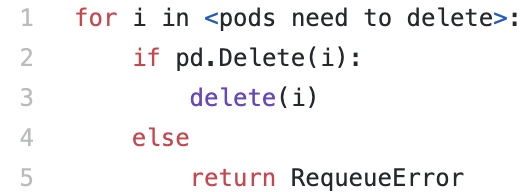 1 for i in <pods need to delete>:
2     if pd.Delete(i):
3         delete(i)
4     else
5         return RequeueError